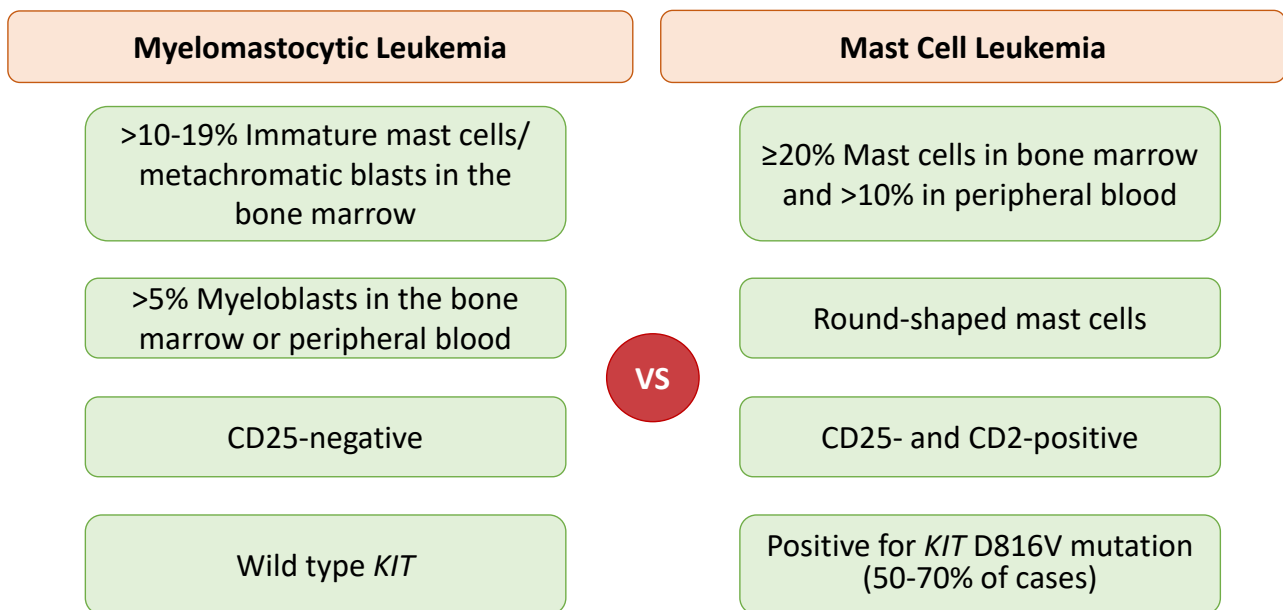 Myelomastocytic Leukemia
Mast Cell Leukemia
>10-19% Immature mast cells/
metachromatic blasts in the
bone marrow
≥20% Mast cells in bone marrow
and >10% in peripheral blood
>5% Myeloblasts in the bone
marrow or peripheral blood
Round-shaped mast cells
VS
CD25-negative
CD25- and CD2-positive
Wild type KIT
Positive for KIT D816V mutation
(50-70% of cases)